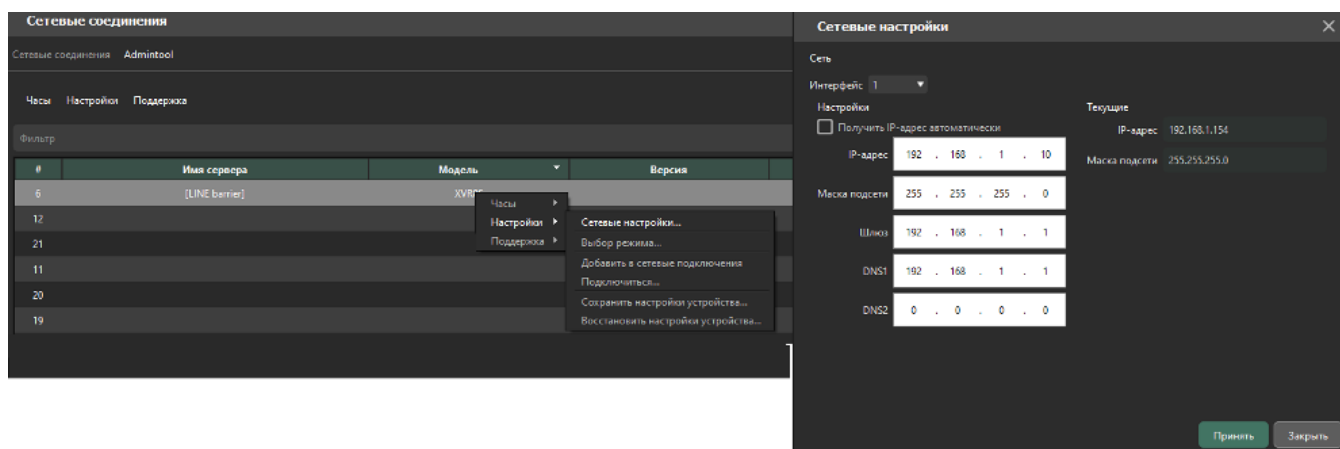 Сетевые соединения
Сетевые соединения Admintool
Часы Настройки Поддержка
Фильтр
# Имя сервера Модель Версия
6 [LINE barrier]
12
21
11
20
19
Часы
Настройки
Поддержка
Сетевые настройки...
Выбор режима...
Добавить в сетевые подключения
Подключиться...
Сохранить настройки устройства...
Восстановить настройки устройства...
Сетевые настройки
Сеть
Интерфейс 1
Настройки
Получить IP-адрес автоматически
IP-адрес 192 . 168 . 1 . 10
Маска подсети 255 . 255 . 255 . 0
Шлюз 192 . 168 . 1 . 1
DNS1 192 . 168 . 1 . 1
DNS2 0 . 0 . 0 . 0
Текущие
IP-адрес 192.168.1.154
Маска подсети 255.255.255.0
Принять Закрыть